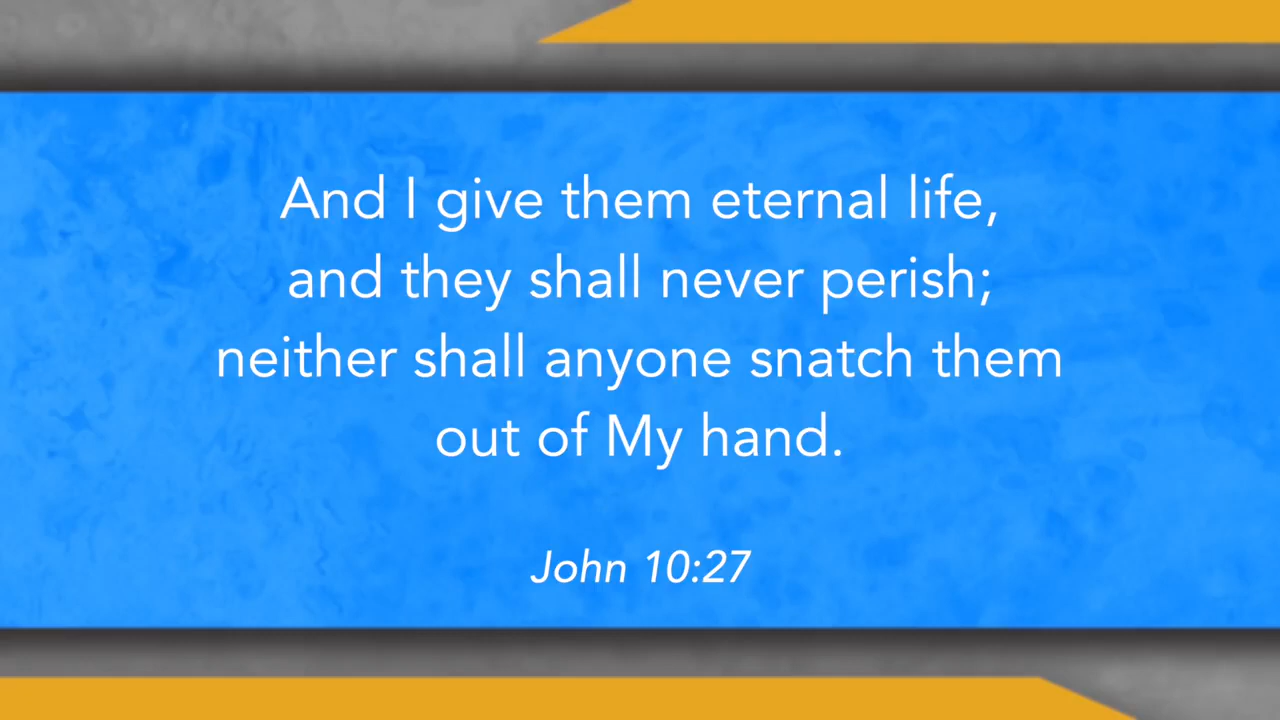 And I give them eternal life,
and they shall never perish;
neither shall anyone snatch them
out of My hand.
John 10:27